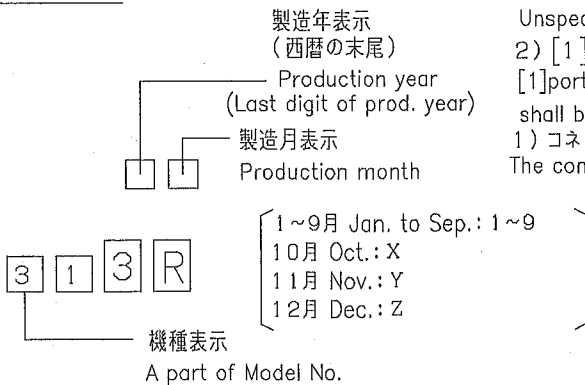 製造年表示
(西暦の末尾)
Production year
(Last digit of prod. year)
製造月表示
Production month
1~9月 Jan. to Sep.: 1~9
10月 Oct.: X
11月 Nov.: Y
12月 Dec.: Z
3 1 3 R
機種表示
A part of Model No.
2) [1]
[1]port
shall b
1) コネ
The con